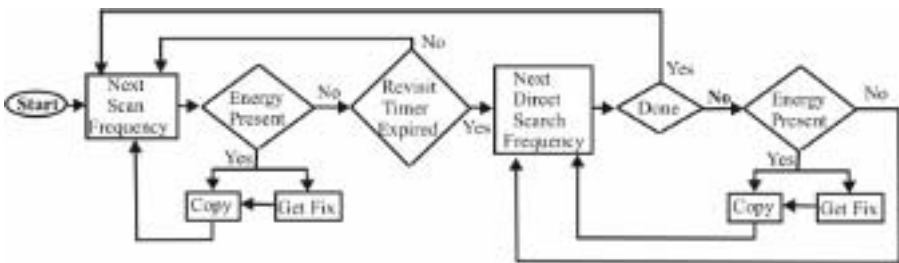 Start
Next
Scan
Frequency
Energy
Present
No
Yes
Copy
Get Fix
Revisit
Timer
Expired
No
Yes
Next
Direct
Search
Frequency
Done
Yes
No
Energy
Present
No
Yes
Copy
Get Fix